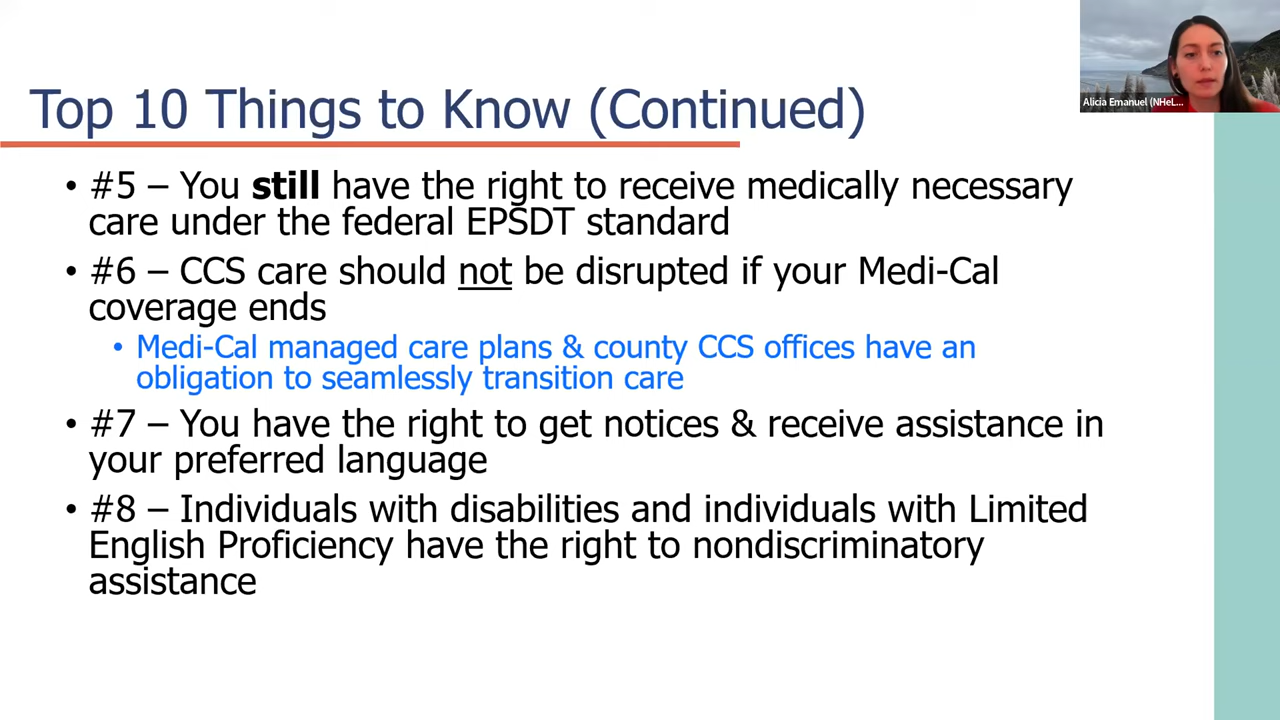 Alicia Emanuel (NHeL...
Top 10 Things to Know (Continued)
• #5 – You still have the right to receive medically necessary
care under the federal EPSDT standard
• #6 – CCS care should not be disrupted if your Medi-Cal
coverage ends
• Medi-Cal managed care plans & county CCS offices have an
obligation to seamlessly transition care
• #7 – You have the right to get notices & receive assistance in
your preferred language
• #8 – Individuals with disabilities and individuals with Limited
English Proficiency have the right to nondiscriminatory
assistance